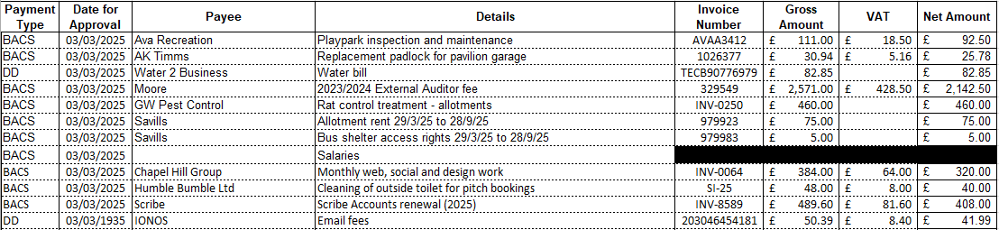 Payment Type Date for Approval Payee Details Invoice Number Gross Amount VAT Net Amount
BACS 03/03/2025 Ava Recreation Playpark inspection and maintenance AVAA3412 £ 111.00 £ 18.50 £ 92.50
BACS 03/03/2025 AK Timms Replacement padlock for pavilion garage 1026377 £ 30.94 £ 5.16 £ 25.78
DD 03/03/2025 Water 2 Business Water bill TECB90776979 £ 82.85 £ 82.85
BACS 03/03/2025 Moore 2023/2024 External Auditor fee 329549 £ 2,571.00 £ 428.50 £ 2,142.50
BACS 03/03/2025 GW Pest Control Rat control treatment - allotments INV-0250 £ 460.00 £ 460.00
BACS 03/03/2025 Savills Allotment rent 29/3/25 to 28/9/25 979923 £ 75.00 £ 75.00
BACS 03/03/2025 Savills Bus shelter access rights 29/3/25 to 28/9/25 979983 £ 5.00 £ 5.00
BACS 03/03/2025 Salaries
BACS 03/03/2025 Chapel Hill Group Monthly web, social and design work INV-0064 £ 384.00 £ 64.00 £ 320.00
BACS 03/03/2025 Humble Bumble Ltd Cleaning of outside toilet for pitch bookings SI-25 £ 48.00 £ 8.00 £ 40.00
BACS 03/03/2025 Scribe Scribe Accounts renewal (2025) INV-8589 £ 489.60 £ 81.60 £ 408.00
DD 03/03/1935 IONOS Email fees 203046454181 £ 50.39 £ 8.40 £ 41.99